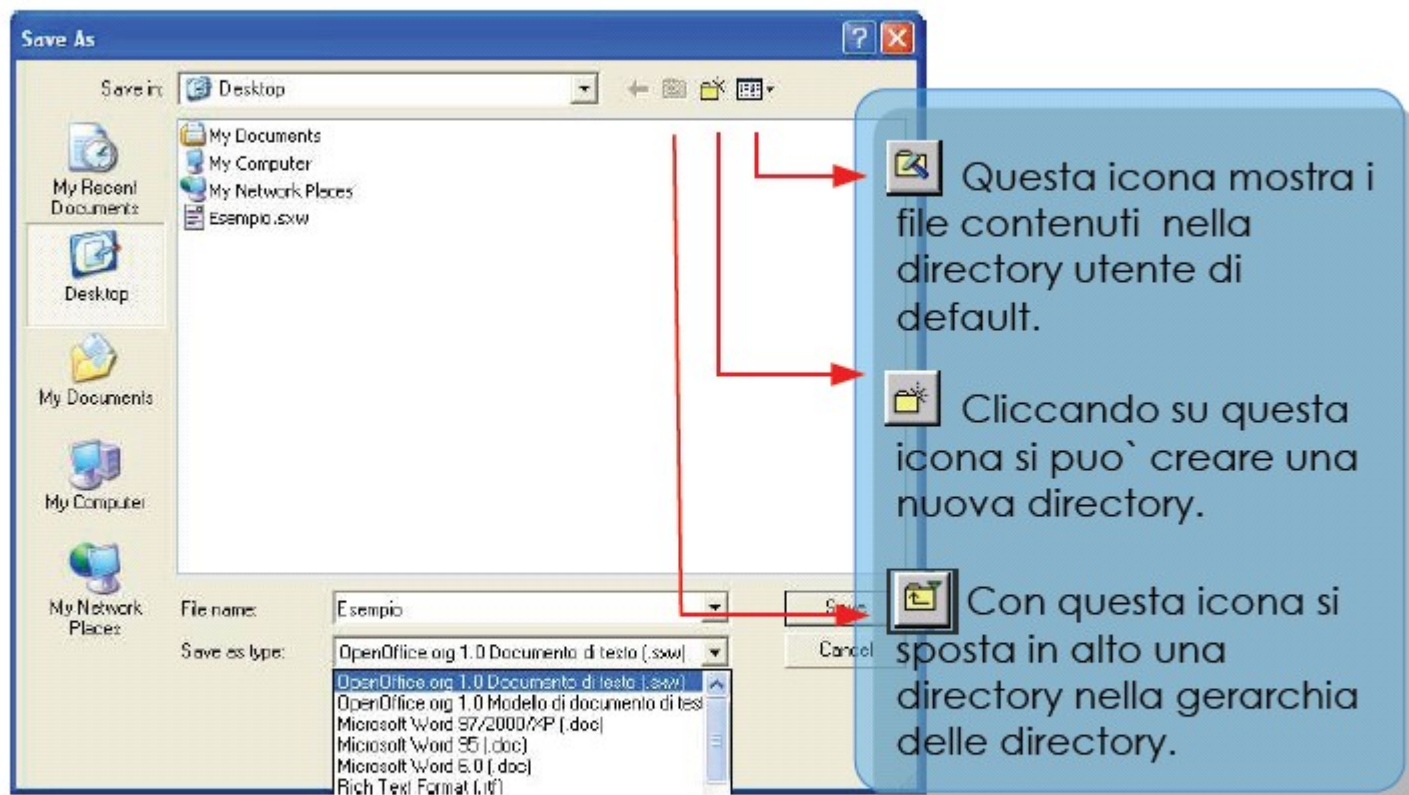 Save As
Save in:
Desktop
My Documents
My Computer
My Network Places
Esempio.sxw
My Recent
Documents
Desktop
My Documents
My Computer
My Network
Places
File name:
Esempio
Save
Save as type:
OpenOffice.org 1.0 Documento di testo (.sxw)
Cancel
OpenOffice.org 1.0 Documento di testo (.sxw)
OpenOffice.org 1.0 Modello di documento di test
Microsoft Word 97/2000/XP (.doc)
Microsoft Word 95 (.doc)
Microsoft Word 6.0 (.doc)
Rich Text Format (.rtf)
Questa icona mostra i
file contenuti nella
directory utente di
default.
Cliccando su questa
icona si puo` creare una
nuova directory.
Con questa icona si
sposta in alto una
directory nella gerarchia
delle directory.